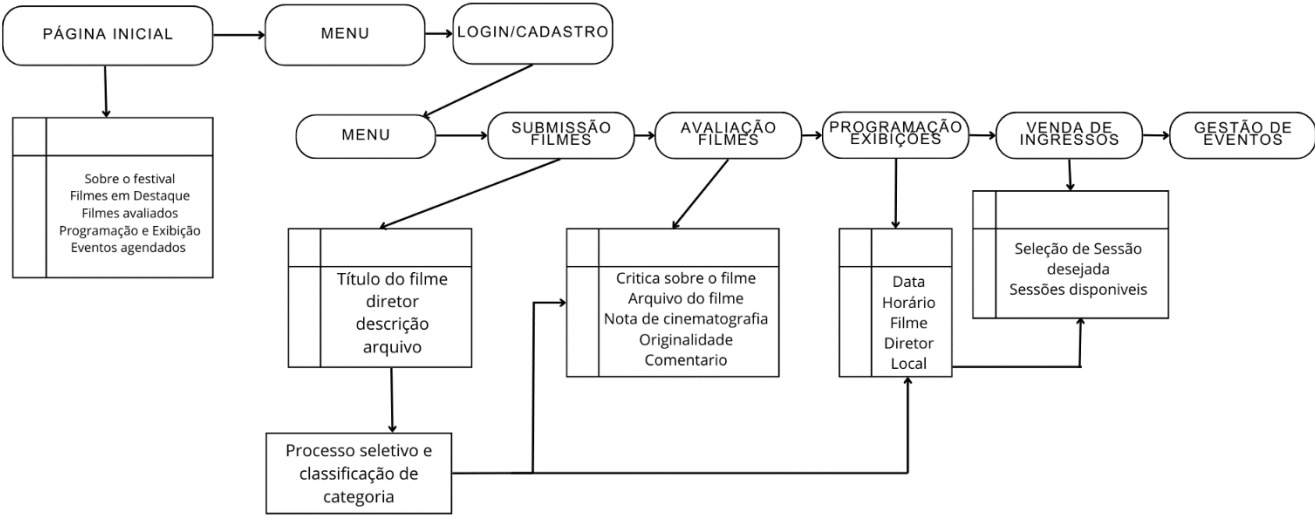 PÁGINA INICIAL
MENU
LOGIN/CADASTRO
MENU
SUBMISSÃO
FILMES
AVALIAÇÃO
FILMES
PROGRAMAÇÃO
EXIBIÇÕES
VENDA DE
INGRESSOS
GESTÃO DE
EVENTOS
Sobre o festival
Filmes em Destaque
Filmes avaliados
Programação e Exibição
Eventos agendados
Título do filme
diretor
descrição
arquivo
Critica sobre o filme
Arquivo do filme
Nota de cinematografia
Originalidade
Comentario
Data
Horário
Filme
Diretor
Local
Seleção de Sessão
desejada
Sessões disponiveis
Processo seletivo e
classificação de
categoria